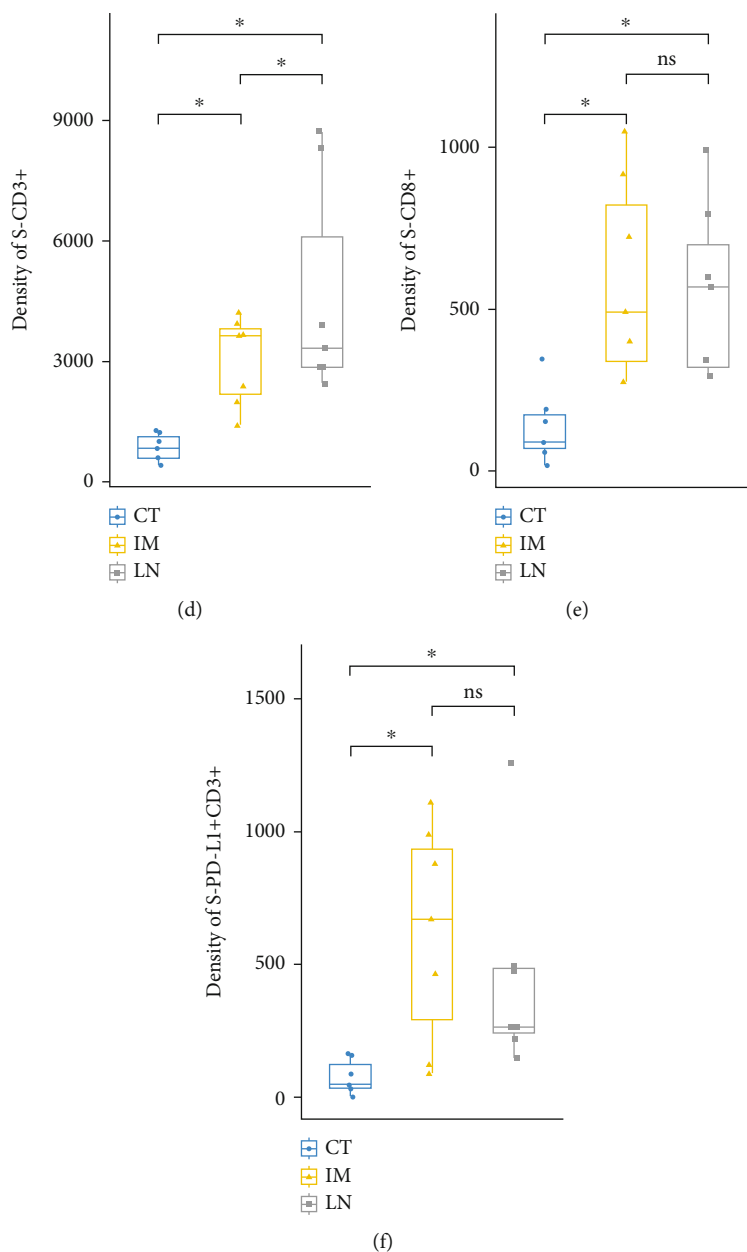 *
*
*
9000
6000
3000
0
Density of S-CD3+
CT
IM
LN
(d)
*
ns
*
1000
500
0
Density of S-CD8+
CT
IM
LN
(e)
*
ns
*
1500
1000
500
0
Density of S-PD-L1+CD3+
CT
IM
LN
(f)